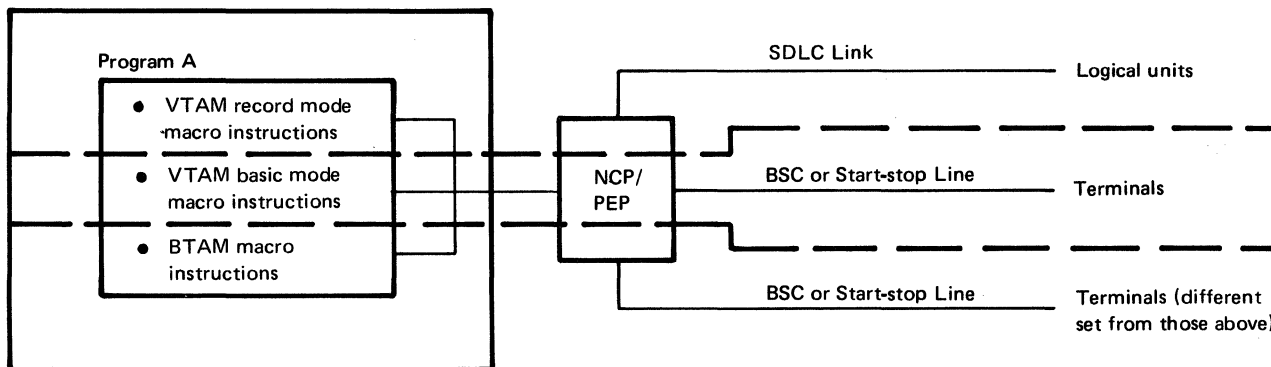 Program A
● VTAM record mode
macro instructions
● VTAM basic mode
macro instructions
● BTAM macro
instructions
NCP/
PEP
SDLC Link
Logical units
BSC or Start-stop Line
Terminals
BSC or Start-stop Line
Terminals (different
set from those above)